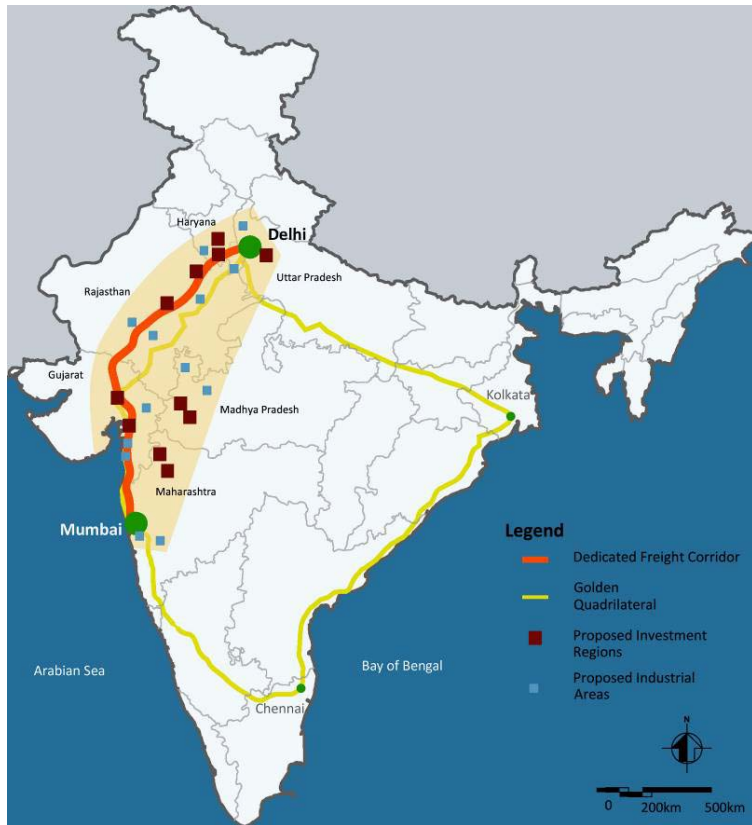 Haryana
Delhi
Uttar Pradesh
Rajasthan
Gujarat
Kolkata
Madhya Pradesh
Maharashtra
Mumbai
Legend
Dedicated Freight Corridor
Golden
Quadrilateral
Proposed Investment
Regions
Arabian Sea
Bay of Bengal
Proposed Industrial
Areas
Chennai
N
0 200km 500km